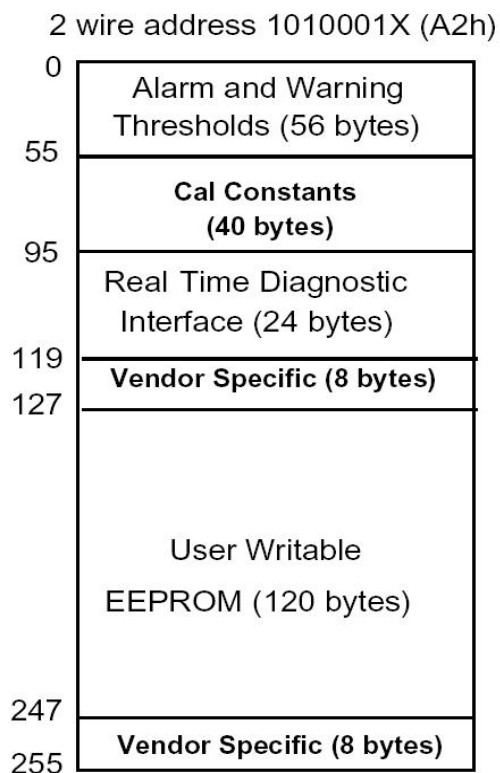 2 wire address 1010001X (A2h)
0
Alarm and Warning
Thresholds (56 bytes)
55
Cal Constants
(40 bytes)
95
Real Time Diagnostic
Interface (24 bytes)
119
Vendor Specific (8 bytes)
127
User Writable
EEPROM (120 bytes)
247
Vendor Specific (8 bytes)
255